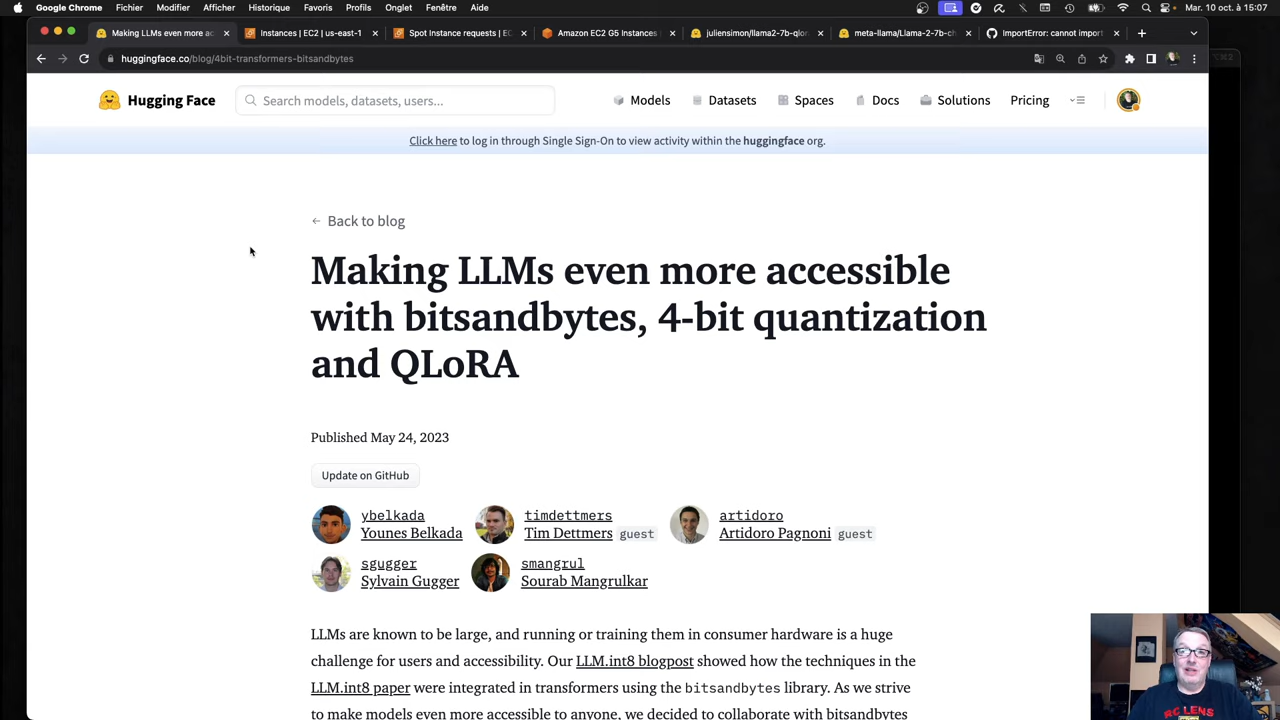 Google Chrome Fichier Modifier Afficher Historique Favoris Profils Onglet Fenêtre Aide Mar. 10 oct. à 15:07
Making LLMs even more ac Instances | EC2 | us-east-1 Spot Instance requests | EC Amazon EC2 G5 Instances juliensimon/llama2-7b-qlor meta-llama/Llama-2-7b-ch ImportError: cannot import
huggingface.co/blog/4bit-transformers-bitsandbytes
Hugging Face Search models, datasets, users... Models Datasets Spaces Docs Solutions Pricing
Click here to log in through Single Sign-On to view activity within the huggingface org.
← Back to blog
Making LLMs even more accessible
with bitsandbytes, 4-bit quantization
and QLoRA
Published May 24, 2023
Update on GitHub
ybelkada timdettmers artidoro
Younes Belkada Tim Dettmers guest Artidoro Pagnoni guest
sgugger smangrul
Sylvain Gugger Sourab Mangrulkar
LLMs are known to be large, and running or training them in consumer hardware is a huge
challenge for users and accessibility. Our LLM.int8 blogpost showed how the techniques in the
LLM.int8 paper were integrated in transformers using the bitsandbytes library. As we strive
to make models even more accessible to anyone, we decided to collaborate with bitsandbytes
RC LENS